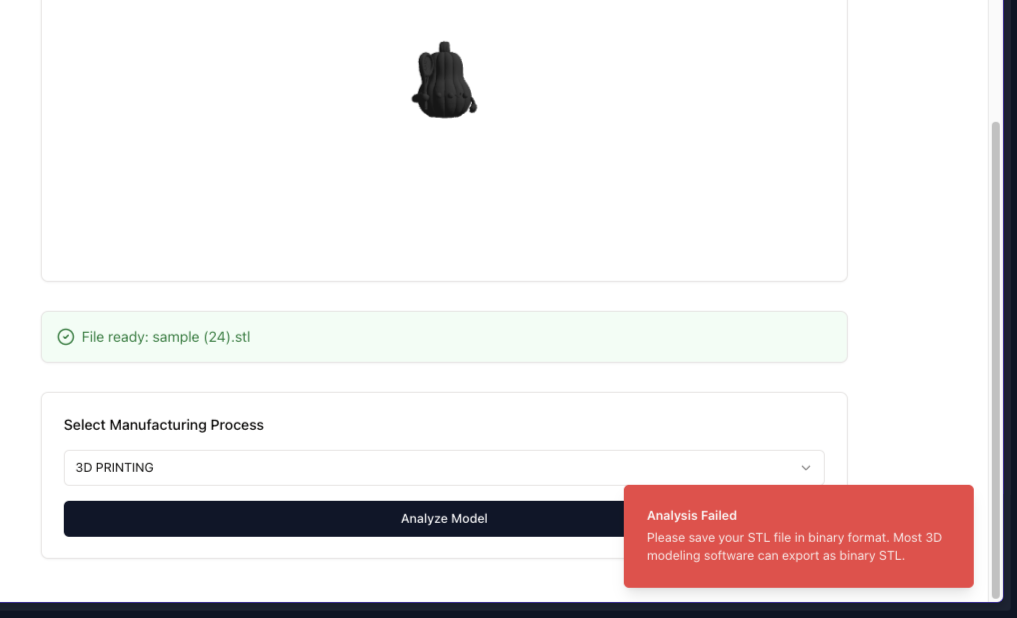 File ready: sample (24).stl
Select Manufacturing Process
3D PRINTING
Analyze Model
Analysis Failed
Please save your STL file in binary format. Most 3D
modeling software can export as binary STL.